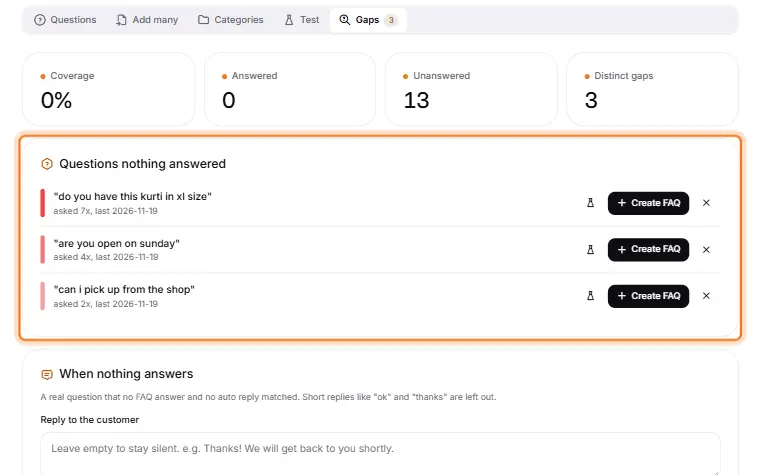 Questions
Add many
Categories
Test
Gaps 3
Coverage
0%
Answered
0
Unanswered
13
Distinct gaps
3
Questions nothing answered
"do you have this kurti in xl size"
asked 7x, last 2026-11-19
+ Create FAQ
"are you open on sunday"
asked 4x, last 2026-11-19
+ Create FAQ
"can i pick up from the shop"
asked 2x, last 2026-11-19
+ Create FAQ
When nothing answers
A real question that no FAQ answer and no auto reply matched. Short replies like "ok" and "thanks" are left out.
Reply to the customer
Leave empty to stay silent. e.g. Thanks! We will get back to you shortly.